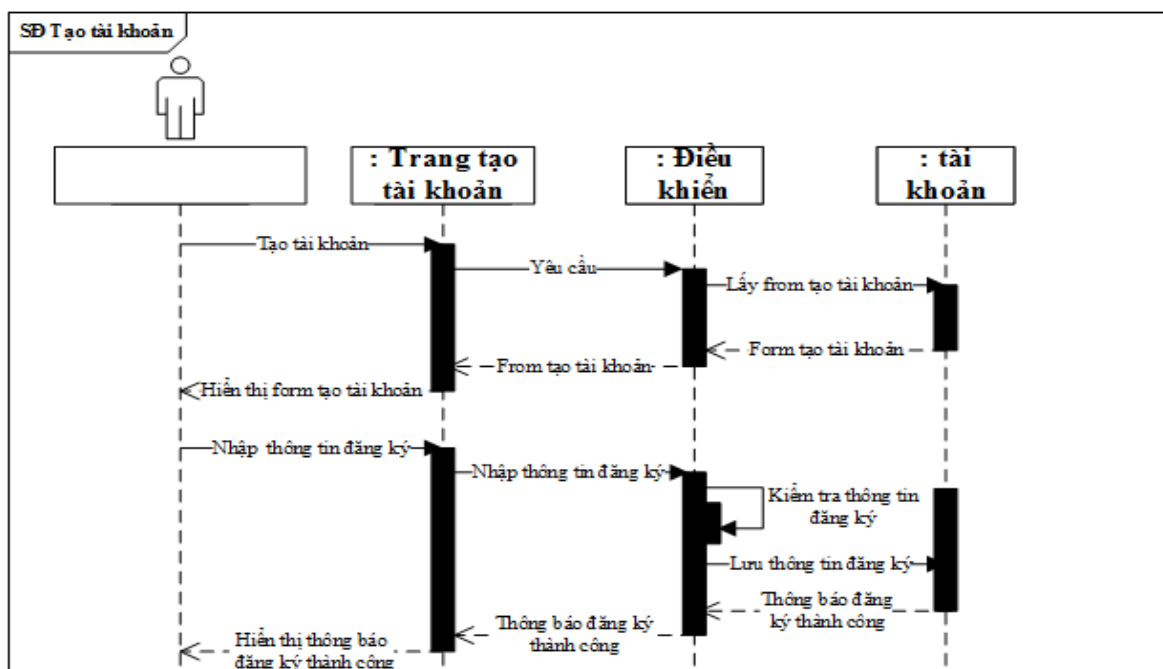 SĐ Tạo tài khoản
: Trang tạo
tài khoản
: Điều
khiển
: tài
khoản
Tạo tài khoản
Yêu cầu
Lấy from tạo tài khoản
Form tạo tài khoản
From tạo tài khoản
Hiển thị form tạo tài khoản
Nhập thông tin đăng ký
Nhập thông tin đăng ký
Kiểm tra thông tin
đăng ký
Lưu thông tin đăng ký
Thông báo đăng
ký thành công
Thông báo đăng ký
thành công
Hiển thị thông báo
đăng ký thành công